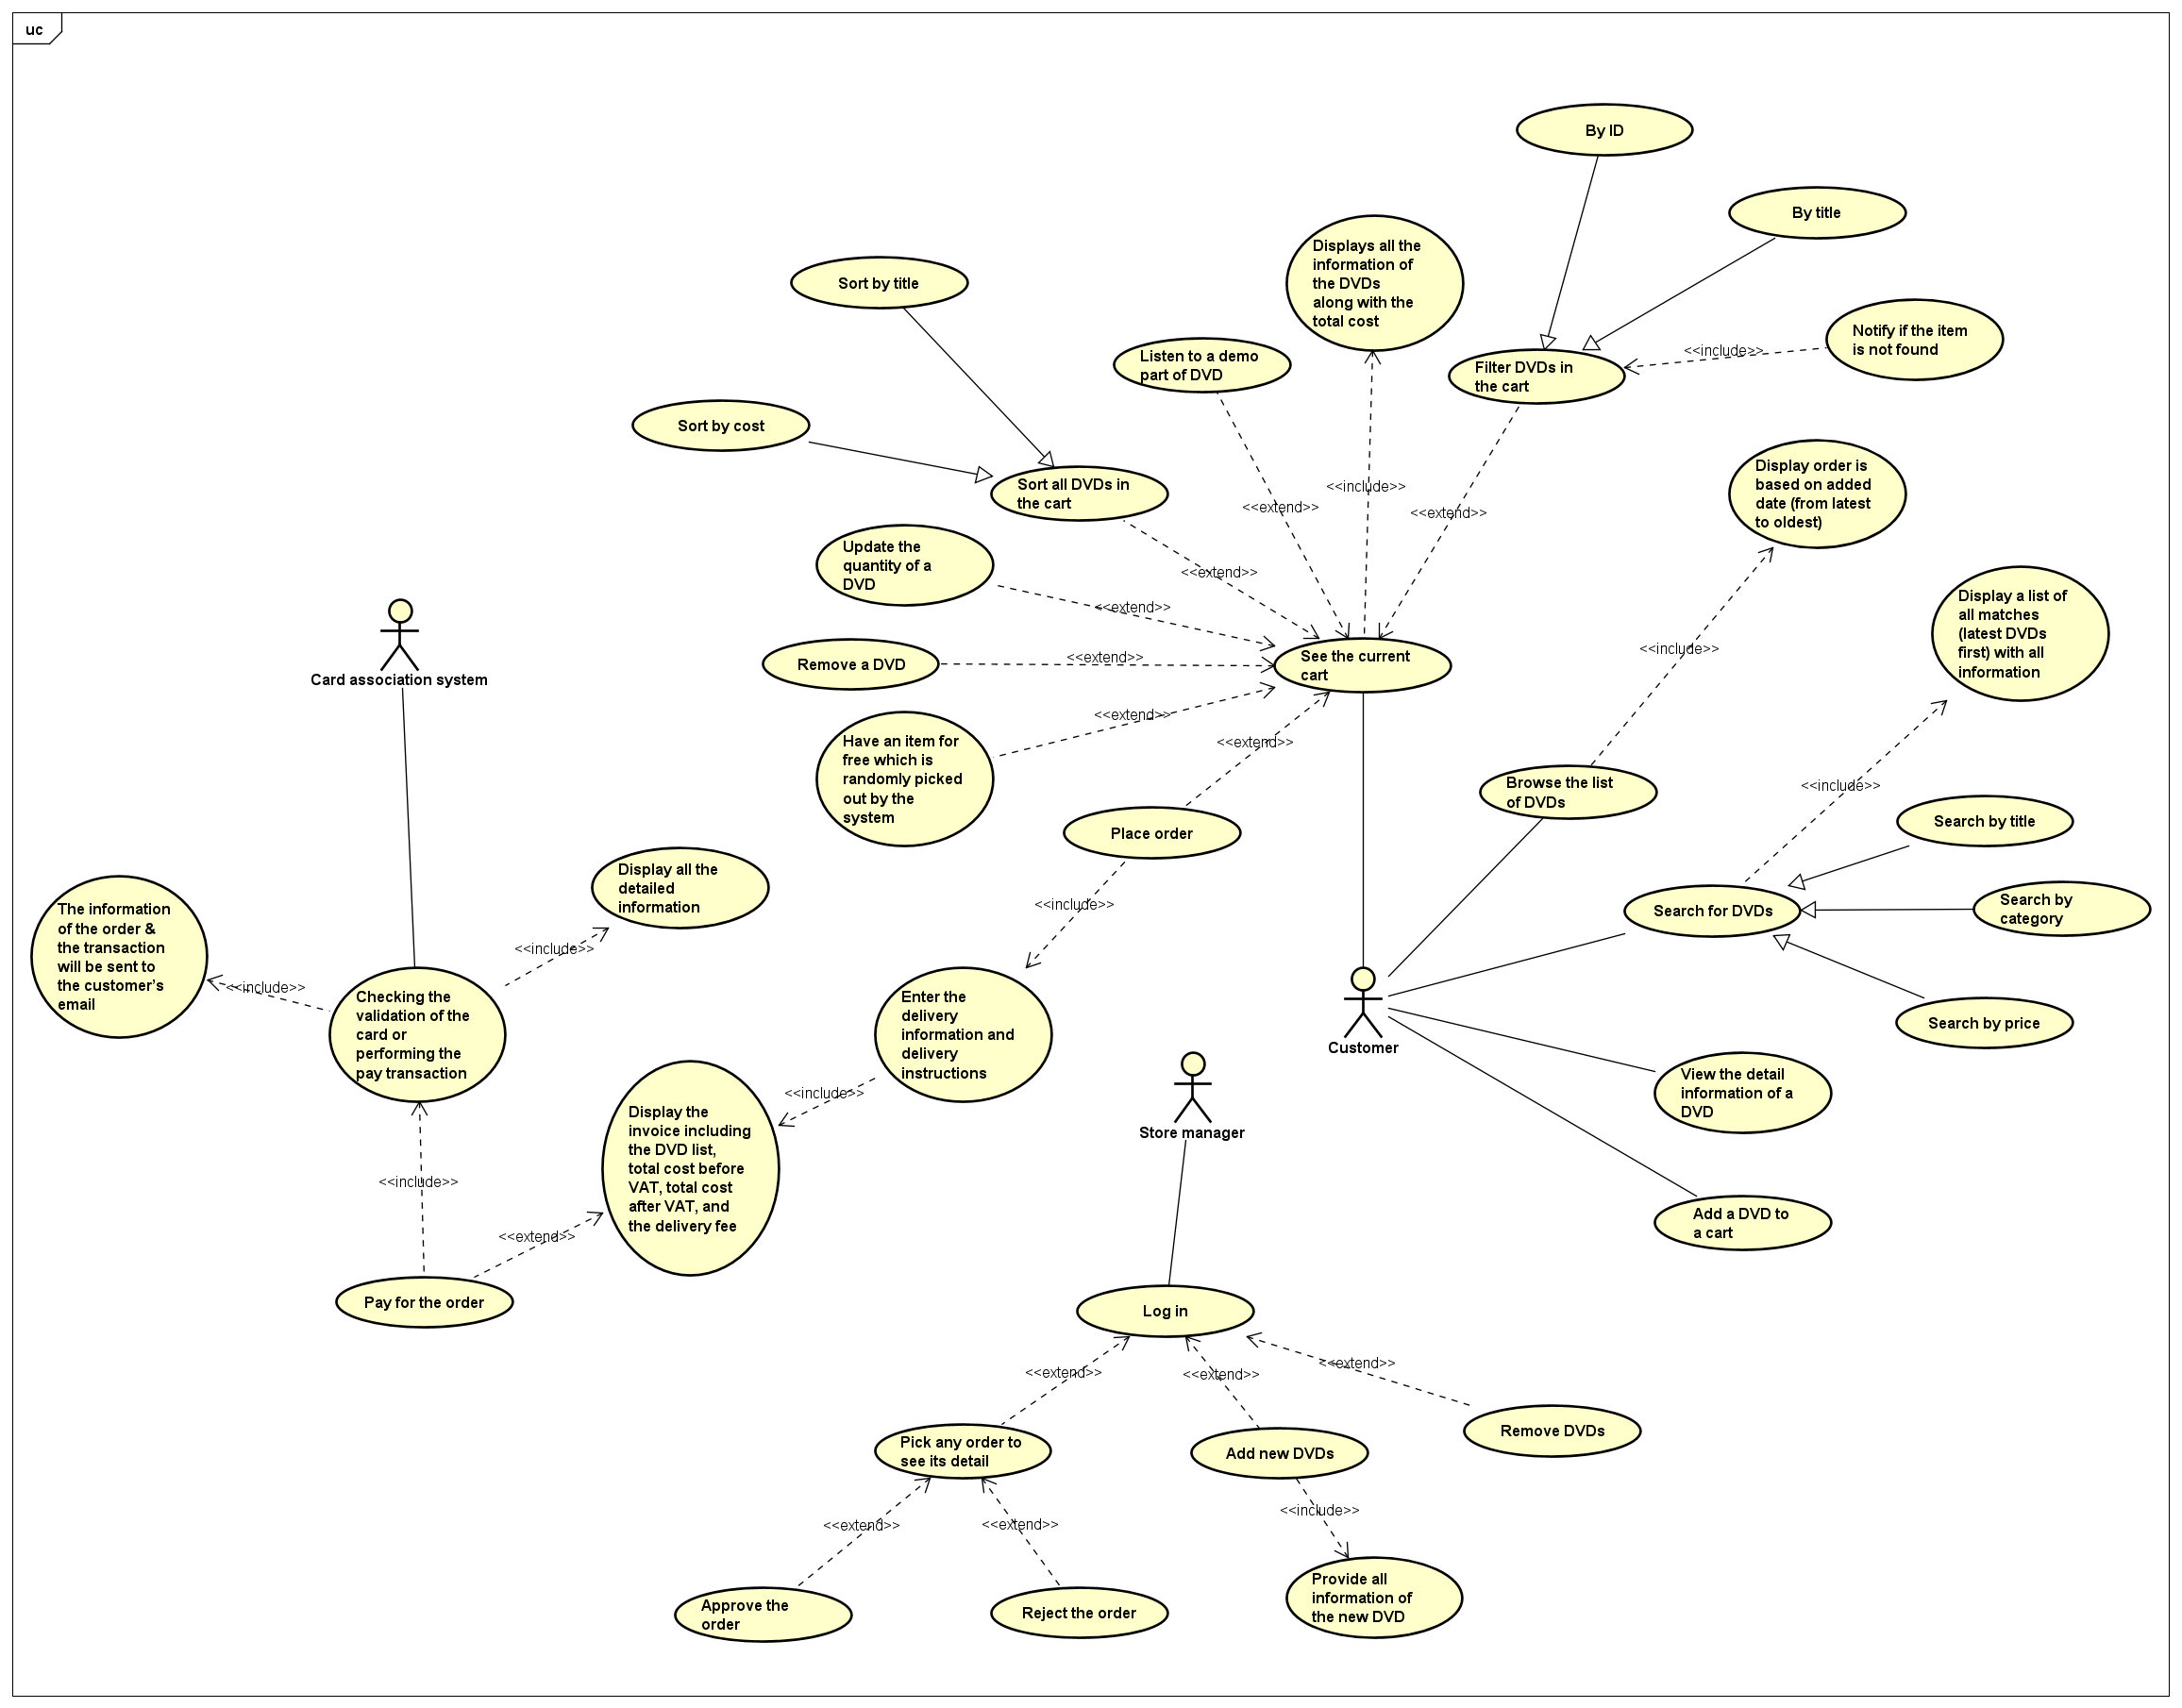 uc
By ID
By title
Displays all the
information of
the DVDs
along with the
total cost
Sort by title
Notify if the item
is not found
<<include>>
Listen to a demo
part of DVD
Filter DVDs in
the cart
Sort by cost
Display order is
based on added
date (from latest
to oldest)
Sort all DVDs in
the cart
<<include>>
<<extend>>
<<extend>>
Update the
quantity of a
DVD
<<extend>>
<<extend>>
Display a list of
all matches
(latest DVDs
first) with all
information
Card association system
Remove a DVD
<<extend>>
See the current
cart
<<include>>
<<extend>>
Have an item for
free which is
randomly picked
out by the
system
<<extend>>
Browse the list
of DVDs
<<include>>
Place order
Search by title
Display all the
detailed
information
<<include>>
Search for DVDs
Search by
category
The information
of the order &
the transaction
will be sent to
the customer's
email
<<include>>
<<include>>
Checking the
validation of the
card or
performing the
pay transaction
Enter the
delivery
information and
delivery
instructions
Customer
Search by price
<<include>>
View the detail
information of a
DVD
Display the
invoice including
the DVD list,
total cost before
VAT, total cost
after VAT, and
the delivery fee
Store manager
<<include>>
<<extend>>
Add a DVD to
a cart
Pay for the order
Log in
<<extend>>
<<extend>>
<<extend>>
Pick any order to
see its detail
Add new DVDs
Remove DVDs
<<extend>>
<<extend>>
<<include>>
Approve the
order
Reject the order
Provide all
information of
the new DVD